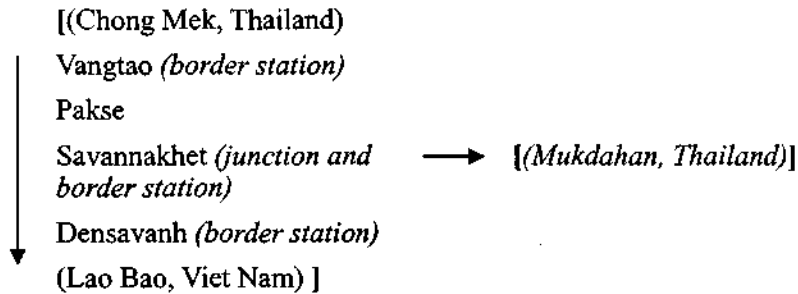 [(Chong Mek, Thailand)
Vangtao (border station)
Pakse
Savannakhet (junction and
border station)
[(Mukdahan, Thailand)]
Densavanh (border station)
(Lao Bao, Viet Nam) ]